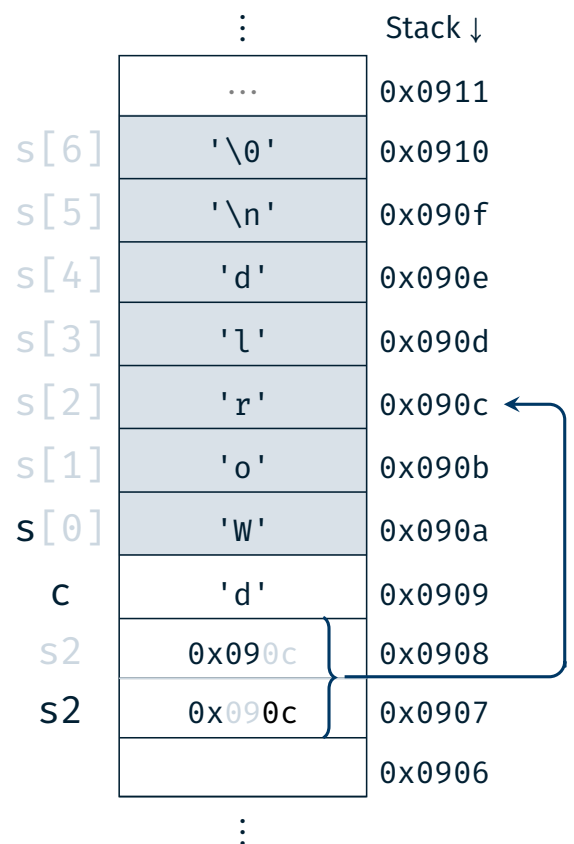 ⋮ Stack ↓
... 0x0911
s[6] '\0' 0x0910
s[5] '\n' 0x090f
s[4] 'd' 0x090e
s[3] 'l' 0x090d
s[2] 'r' 0x090c
s[1] 'o' 0x090b
s[0] 'W' 0x090a
c 'd' 0x0909
s2 0x090c 0x0908
s2 0x090c 0x0907
0x0906
⋮